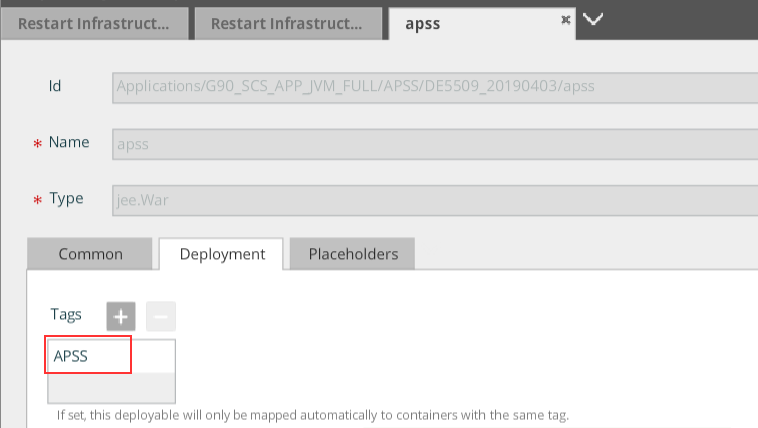 Restart Infrastruct... Restart Infrastruct... apss
Id Applications/G90_SCS_APP_JVM_FULL/APSS/DE5509_20190403/apss
* Name apss
* Type jee.War
Common Deployment Placeholders
Tags + −
APSS
If set, this deployable will only be mapped automatically to containers with the same tag.